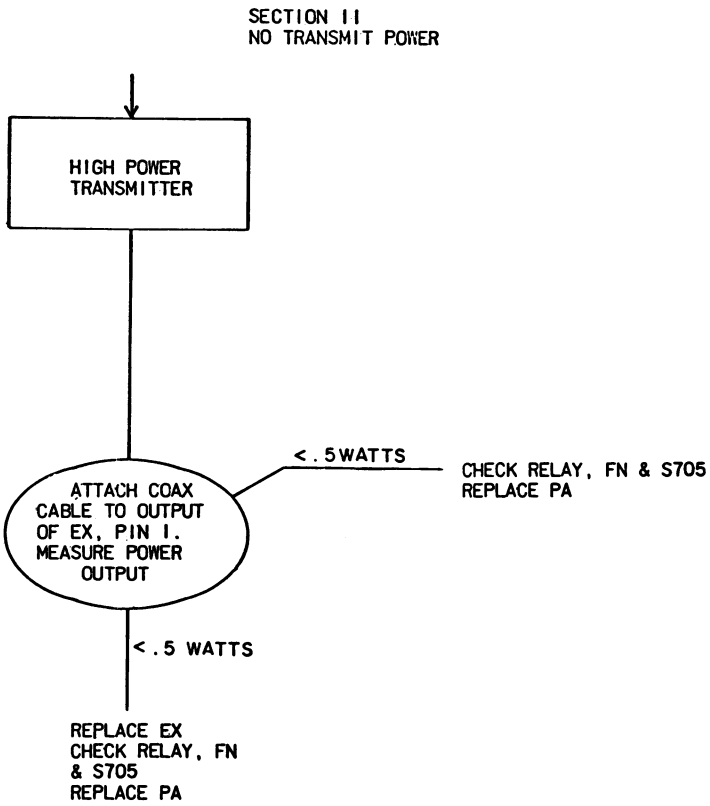 SECTION II
NO TRANSMIT POWER
HIGH POWER
TRANSMITTER
<.5WATTS
CHECK RELAY, FN & S705
REPLACE PA
ATTACH COAX
CABLE TO OUTPUT
OF EX, PIN I.
MEASURE POWER
OUTPUT
<.5 WATTS
REPLACE EX
CHECK RELAY, FN
& S705
REPLACE PA